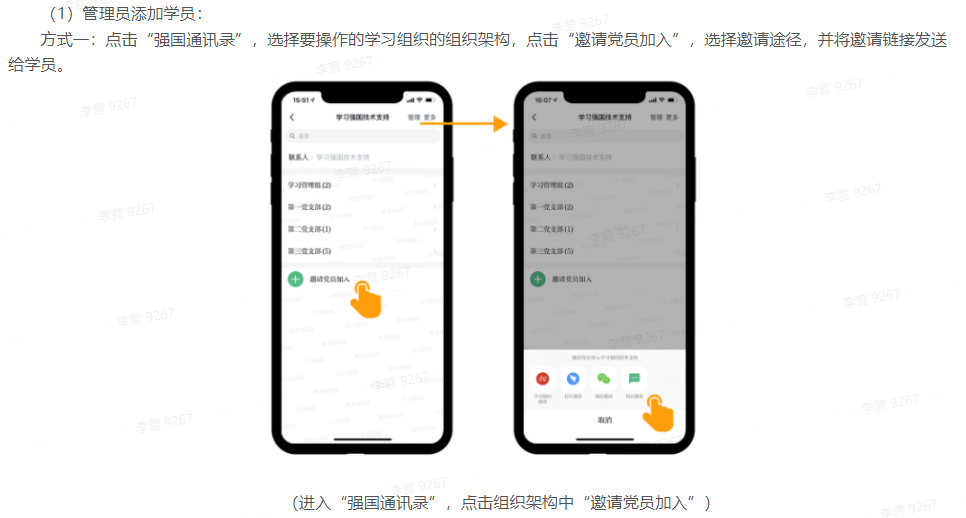 （1）管理员添加学员：
方式一：点击“强国通讯录”，选择要操作的学习组织的组织架构，点击“邀请党员加入”，选择邀请途径，并将邀请链接发送
给学员。
学习强国技术支持 管理 更多
搜索
联系人 > 学习强国技术支持
学习管理组(2)
第一党支部(2)
第二党支部(1)
第三党支部(5)
邀请党员加入
16:07
学习强国技术支持 管理 更多
搜索
联系人 > 学习强国技术支持
学习管理组(2)
第一党支部(2)
第二党支部(1)
第三党支部(5)
邀请党员加入
取消
（进入“强国通讯录”，点击组织架构中“邀请党员加入”）
李营 9267